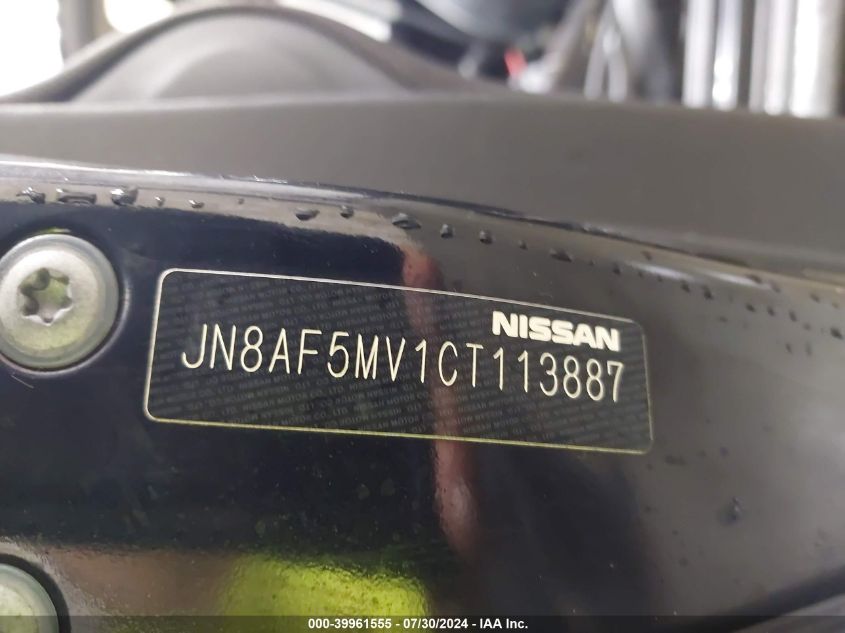 NISSAN
JN8AF5MV1CT113887
000-39961555 - 07/30/2024 - IAA Inc.